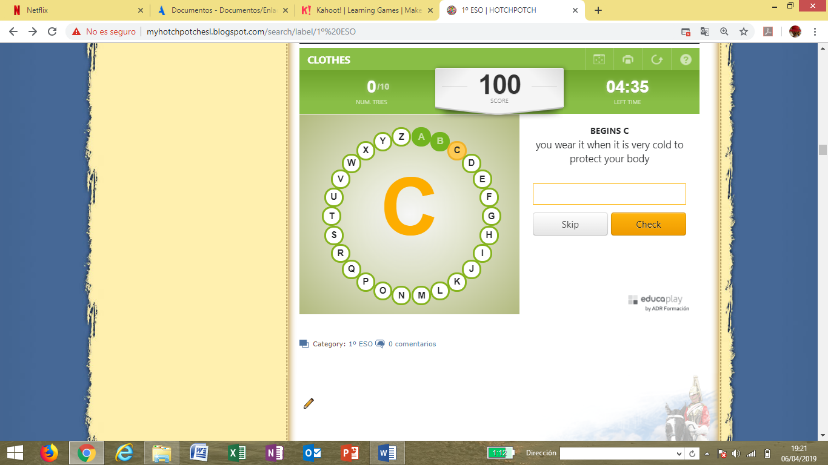 Netflix
Documentos - Documentos/Enla
Kahoot! | Learning Games | Make
1º ESO | HOTCHPOTCH
No es seguro
myhotchpotchesl.blogspot.com/search/label/1º%20ESO
CLOTHES
0/10
NUM. TRIES
100
SCORE
04:35
LEFT TIME
A
B
C
D
E
F
G
H
I
J
K
L
M
N
O
P
Q
R
S
T
U
V
W
X
Y
Z
C
BEGINS C
you wear it when it is very cold to
protect your body
Skip
Check
educaplay
by ADR Formación
Category: 1º ESO
0 comentarios
1:12
Dirección
19:21
06/04/2019